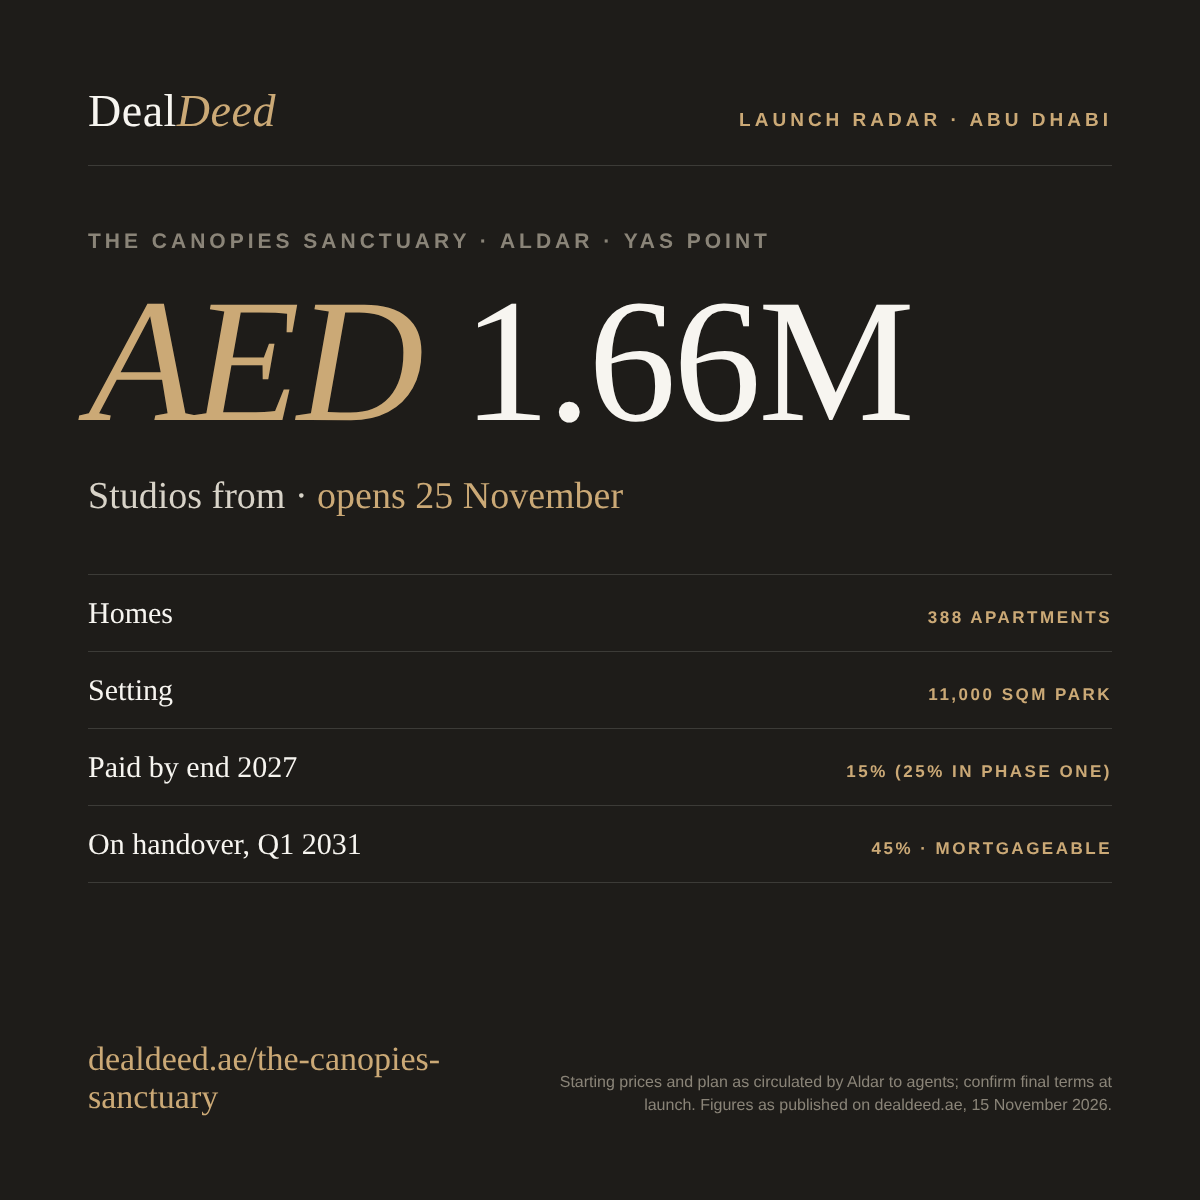 DealDeed
LAUNCH RADAR · ABU DHABI
THE CANOPIES SANCTUARY · ALDAR · YAS POINT
AED 1.66M
Studios from · opens 25 November
Homes
388 APARTMENTS
Setting
11,000 SQM PARK
Paid by end 2027
15% (25% IN PHASE ONE)
On handover, Q1 2031
45% · MORTGAGEABLE
dealdeed.ae/the-canopies-
sanctuary
Starting prices and plan as circulated by Aldar to agents; confirm final terms at
launch. Figures as published on dealdeed.ae, 15 November 2026.